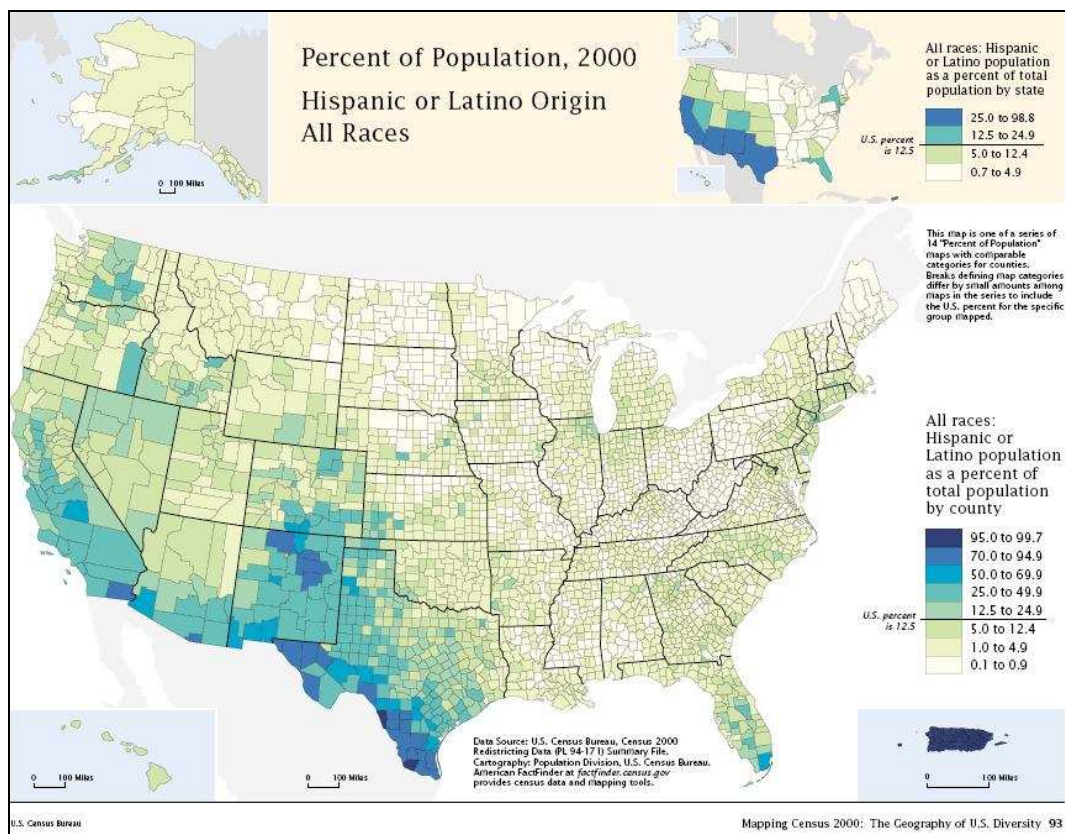 Percent of Population, 2000
Hispanic or Latino Origin
All Races
0 100 Miles
All races: Hispanic
or Latino population
as a percent of total
population by state
25.0 to 98.8
12.5 to 24.9
U.S. percent
is 12.5
5.0 to 12.4
0.7 to 4.9
This map is one of a series of
14 "Percent of Population"
maps with comparable
categories for counties.
Breaks defining map categories
differ by small amounts among
maps in the series to include
the U.S. percent for the specific
group mapped.
All races:
Hispanic or
Latino population
as a percent of
total population
by county
95.0 to 99.7
70.0 to 94.9
50.0 to 69.9
25.0 to 49.9
12.5 to 24.9
U.S. percent
is 12.5
5.0 to 12.4
1.0 to 4.9
0.1 to 0.9
Data Source: U.S. Census Bureau, Census 2000
Redistricting Data (PL 94-171) Summary File.
Cartography: Population Division, U.S. Census Bureau.
American FactFinder at factfinder.census.gov
provides census data and mapping tools.
0 100 Miles
0 100 Miles
0 100 Miles
U.S. Census Bureau
Mapping Census 2000: The Geography of U.S. Diversity 93